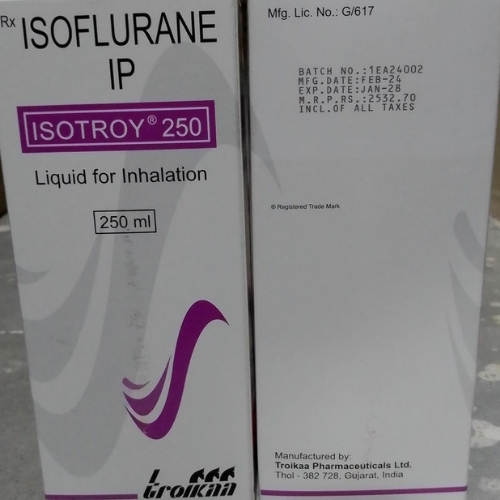 Rx ISOFLURANE
IP
ISOTROY® 250
Liquid for Inhalation
250 ml
troikaa
Mfg. Lic. No.: G/617
BATCH NO.:1EA24002
MFG.DATE:FEB-24
EXP.DATE:JAN-28
M.R.P.RS.:2532.70
INCL.OF ALL TAXES
® Registered Trade Mark
Manufactured by:
Troikaa Pharmaceuticals Ltd.
Thol - 382 728, Gujarat, India